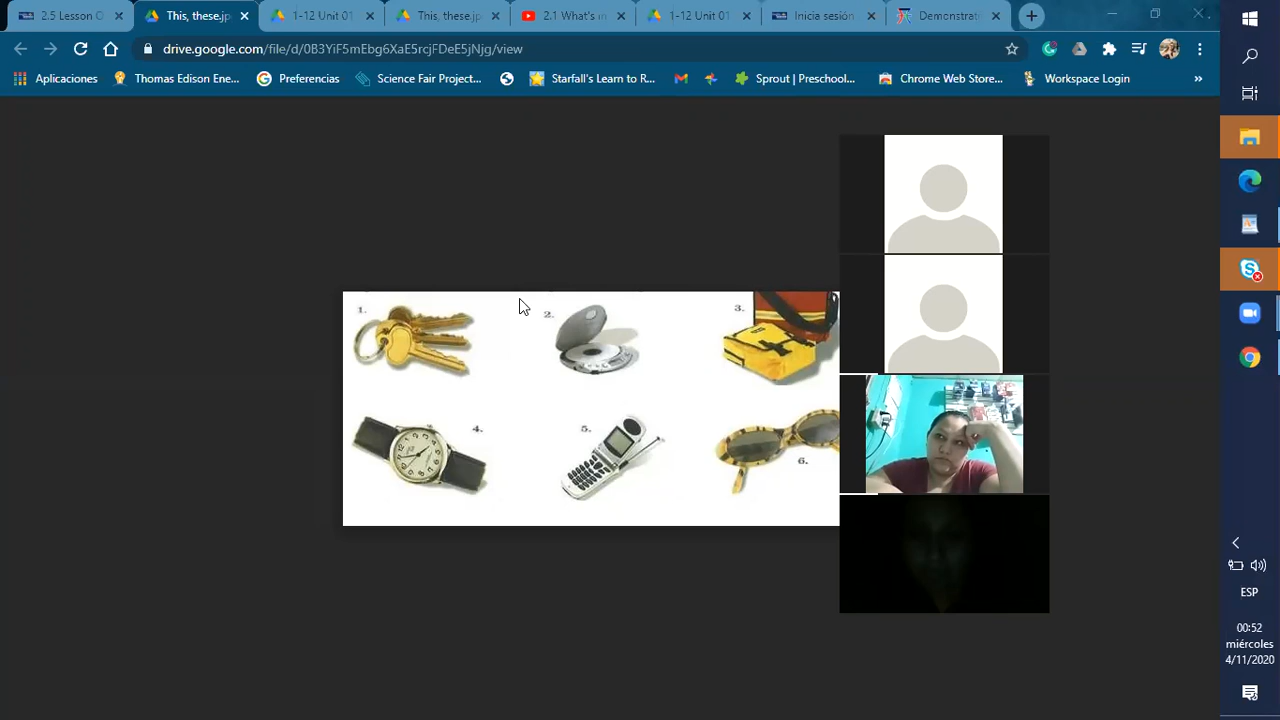 2.5 Lesson O
This, these.jp
1-12 Unit 01
This, these.jp
2.1 What's in
1-12 Unit 01
Inicia sesión
Demonstrati
drive.google.com/file/d/0B3YiF5mEbg6XaE5rcjFDeE5jNjg/view
Aplicaciones
Thomas Edison Ene...
Preferencias
Science Fair Project...
Starfall's Learn to R...
Sprout | Preschool...
Chrome Web Store...
Workspace Login
»
1.
2.
3.
4.
5.
6.
ESP
00:52
miércoles
4/11/2020